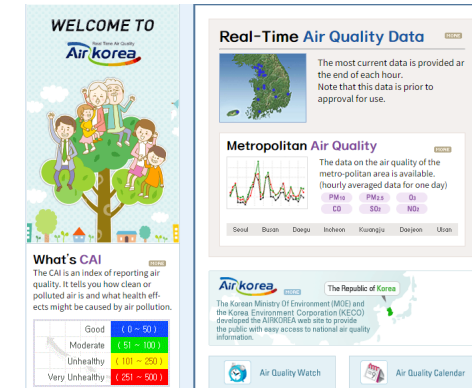 WELCOME TO
Real Time Air Quality
Air korea
What's CAI
MORE
The CAI is an index of reporting air
quality. It tells you how clean or
polluted air is and what health eff-
ects might be caused by air pollution.
Good ( 0 ~ 50 )
Moderate ( 51 ~ 100 )
Unhealthy ( 101 ~ 250 )
Very Unhealthy ( 251 ~ 500 )
Real-Time Air Quality Data
MORE
The most current data is provided ar
the end of each hour.
Note that this data is prior to
approval for use.
Metropolitan Air Quality
MORE
The data on the air quality of the
metro-politan area is available.
(hourly averaged data for one day)
PM10 PM2.5 O3
CO SO2 NO2
Seoul Busan Daegu Incheon Kwangju Daejeon Ulsan
Air korea MORE
The Republic of Korea
The Korean Ministry Of Environment (MOE) and
the Korea Environment Corporation (KECO)
developed the AIRKOREA web site to provide
the public with easy access to national air quality
information.
Air Quality Watch
Air Quality Calendar